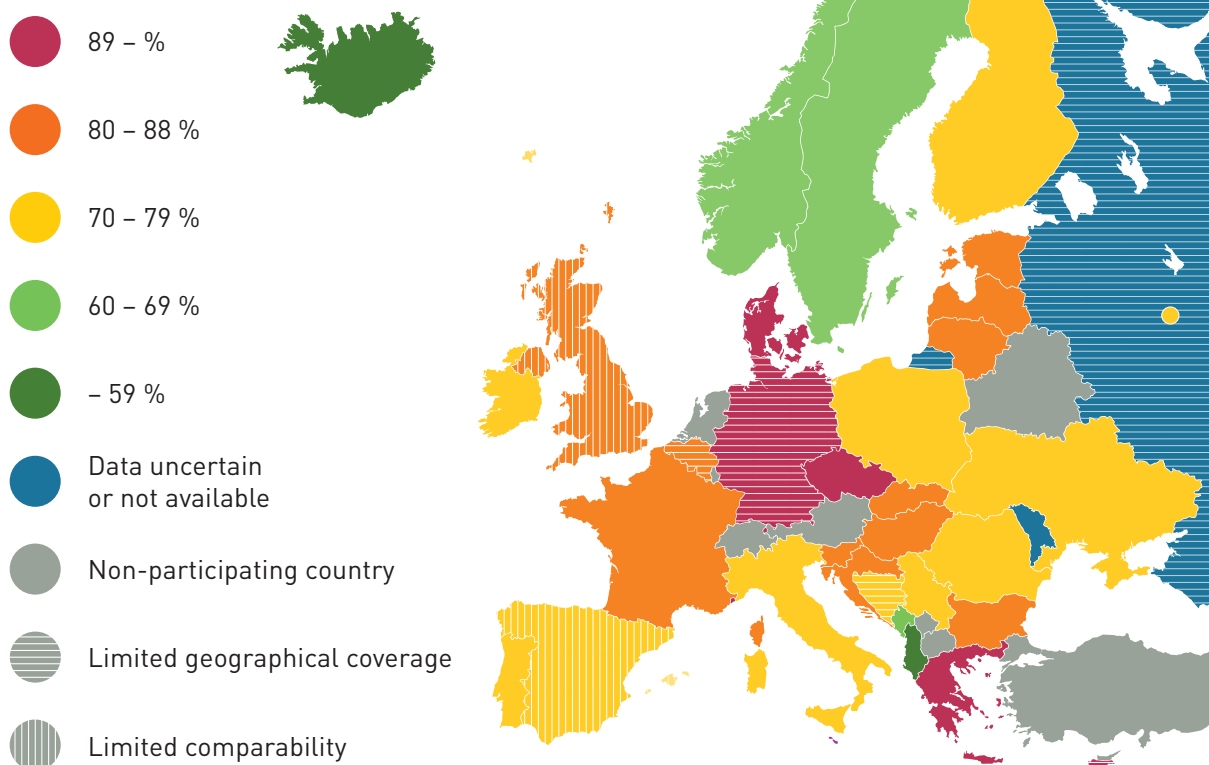 89 – %
80 – 88 %
70 – 79 %
60 – 69 %
– 59 %
Data uncertain
or not available
Non-participating country
Limited geographical coverage
Limited comparability